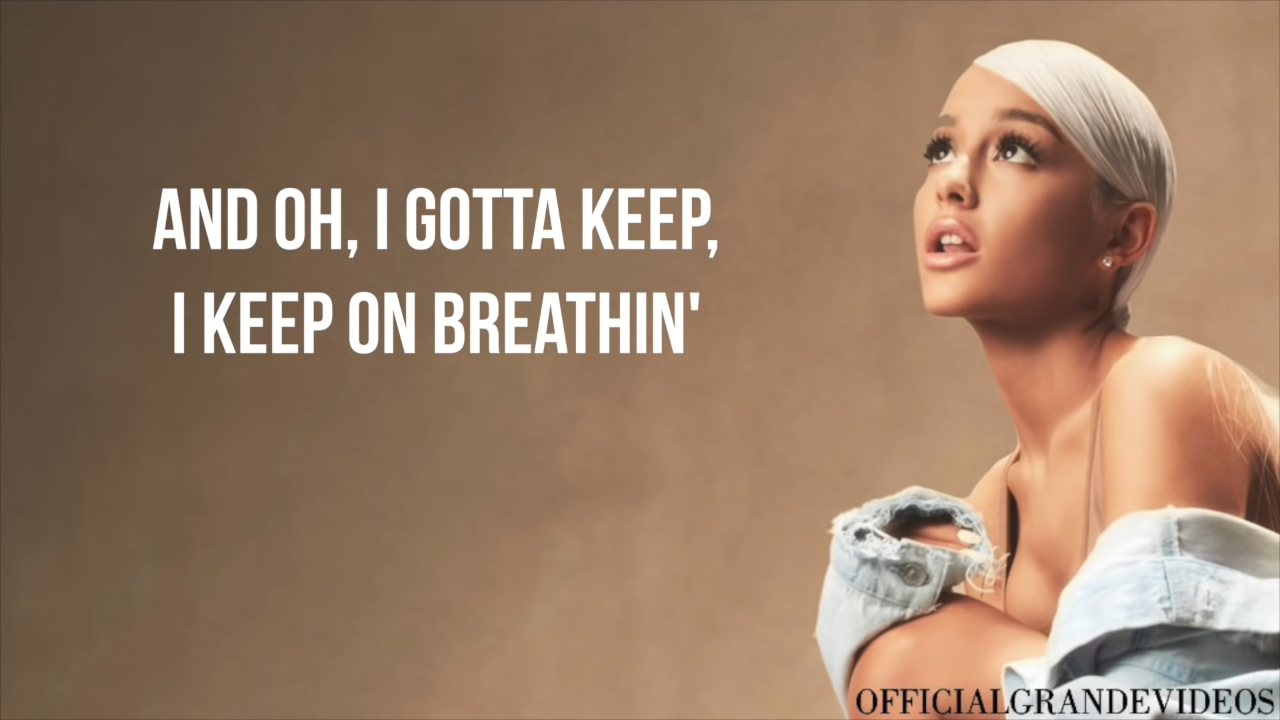 AND OH, I GOTTA KEEP,
I KEEP ON BREATHIN'
OFFICIALGRANDEVIDEOS